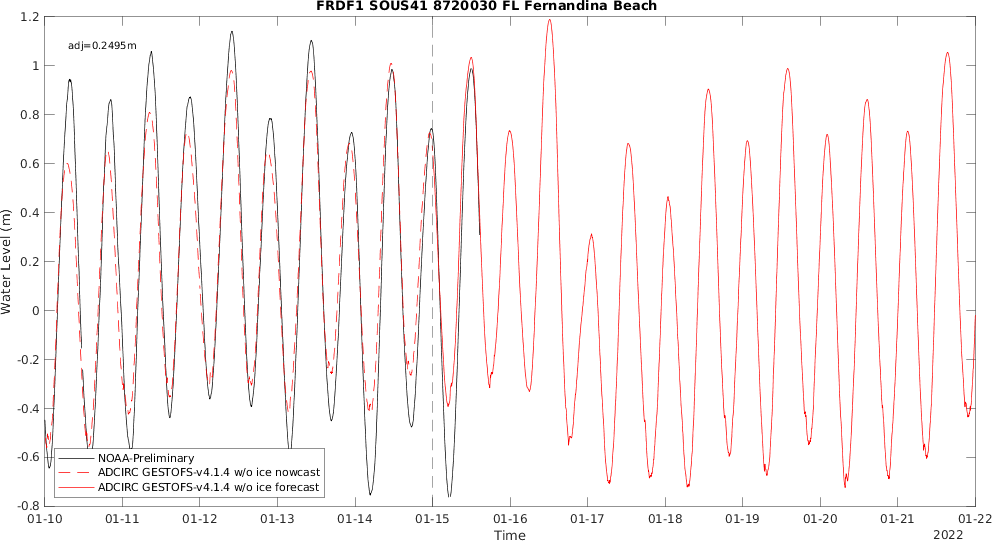 FRDF1 SOUS41 8720030 FL Fernandina Beach
adj=0.2495m
Water Level (m)
1.2
1
0.8
0.6
0.4
0.2
0
-0.2
-0.4
-0.6
-0.8
NOAA-Preliminary
ADCIRC GESTOFS-v4.1.4 w/o ice nowcast
ADCIRC GESTOFS-v4.1.4 w/o ice forecast
01-10 01-11 01-12 01-13 01-14 01-15 01-16 01-17 01-18 01-19 01-20 01-21 01-22
Time
2022